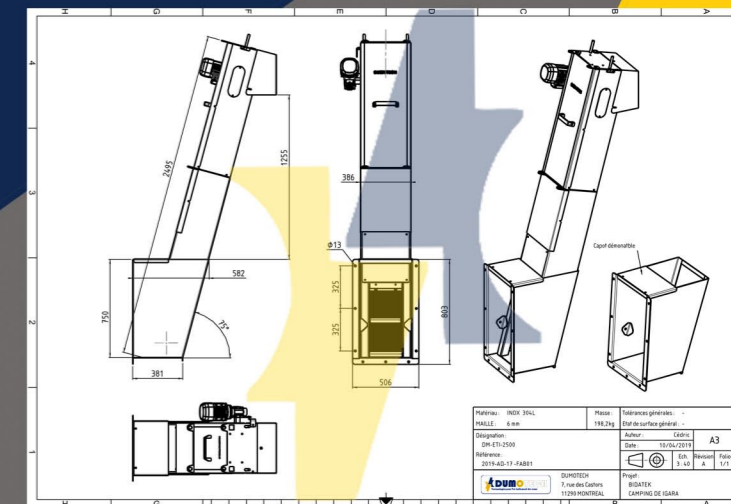 H G F E D C B A
4
3
2
1
2495
1255
582
750
75°
381
386
Φ13
325
325
803
506
Capot démontable
Matériau : INOX 304L
Masse :
Tolérances générales : -
MAILLE : 6 mm
198,2kg
Etat de surface général : -
Désignation :
DM-ETI-2500
Auteur : Cédric
A3
Date : 10/04/2019
Référence :
2019-AD-17-FAB01
Ech. 3:40
Révision A
Folio 1/1
DUMO
DUMOTECH
7, rue des Castors
11290 MONTREAL
Projet :
BIDATEK
CAMPING DE IGARA
H G F E D C B A